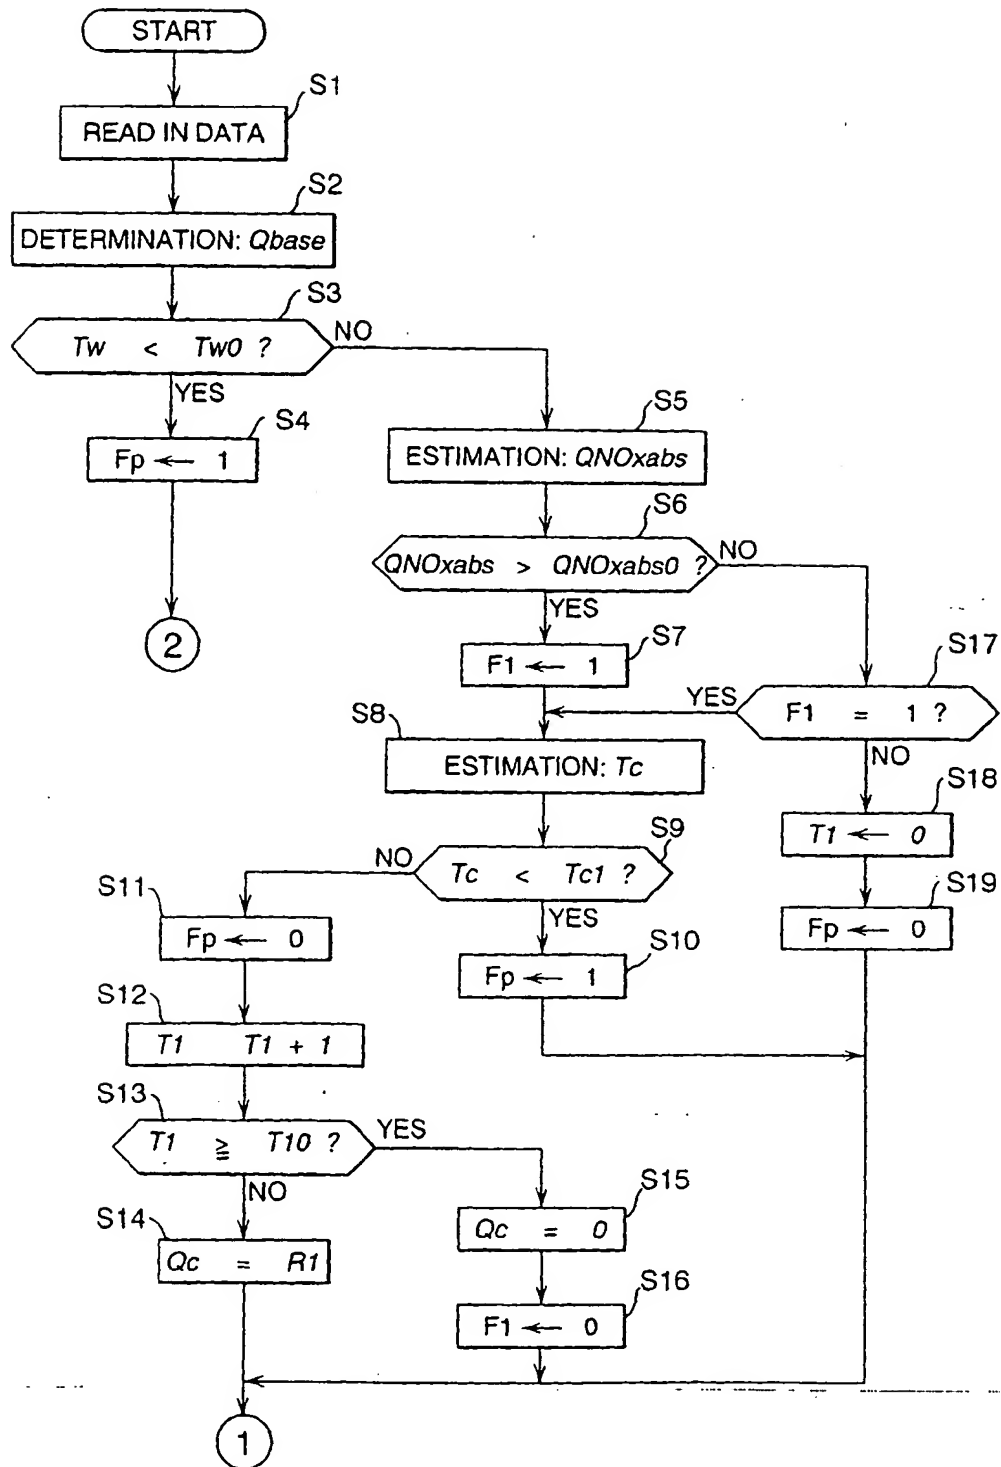 START
S1
READ IN DATA
S2
DETERMINATION: Qbase
S3
Tw < Tw0 ?
NO
YES
S4
Fp ← 1
2
S5
ESTIMATION: QNOxabs
S6
QNOxabs > QNOxabs0 ?
NO
YES
S7
F1 ← 1
S17
F1 = 1 ?
YES
NO
S8
ESTIMATION: Tc
S18
T1 ← 0
S9
Tc < Tc1 ?
NO
YES
S19
Fp ← 0
S11
Fp ← 0
S10
Fp ← 1
S12
T1 T1 + 1
S13
T1 ≧ T10 ?
YES
NO
S15
Qc = 0
S14
Qc = R1
S16
F1 ← 0
1